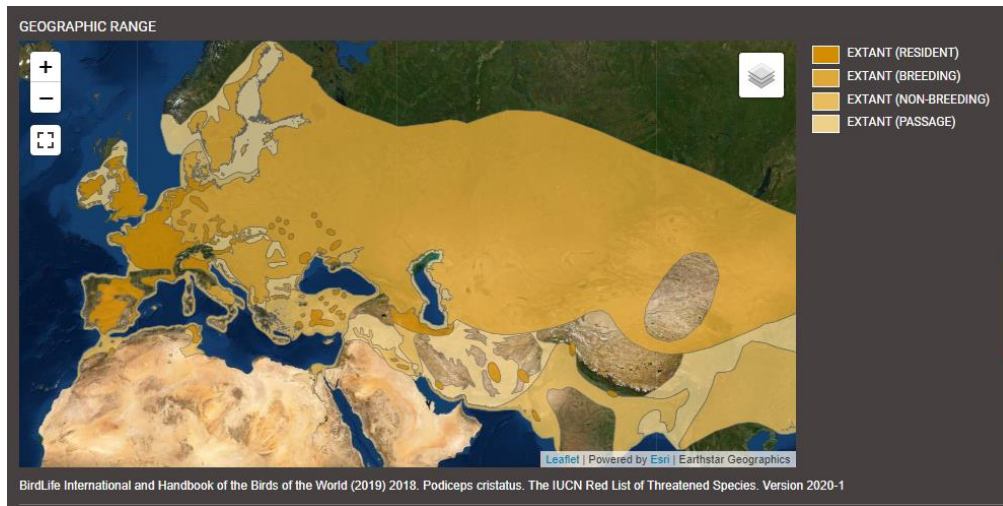 GEOGRAPHIC RANGE
+
−
EXTANT (RESIDENT)
EXTANT (BREEDING)
EXTANT (NON-BREEDING)
EXTANT (PASSAGE)
Leaflet | Powered by Esri | Earthstar Geographics
BirdLife International and Handbook of the Birds of the World (2019) 2018. Podiceps cristatus. The IUCN Red List of Threatened Species. Version 2020-1